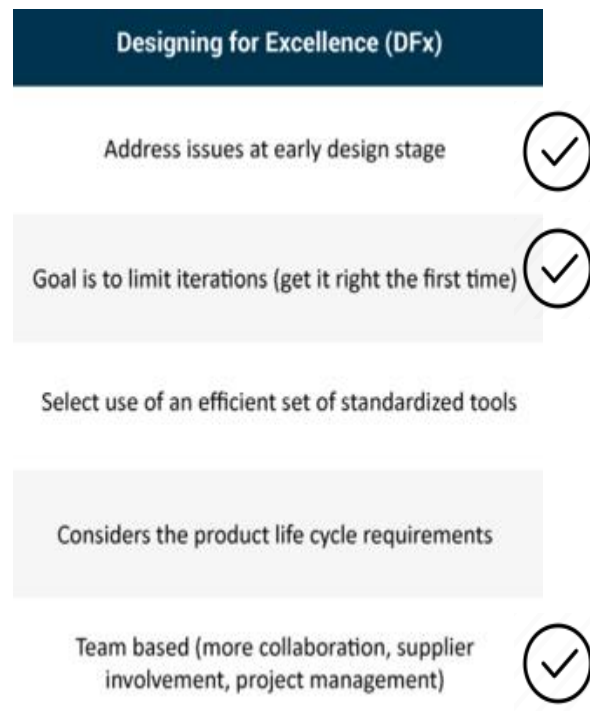 Designing for Excellence (DFx)
Address issues at early design stage
Goal is to limit iterations (get it right the first time)
Select use of an efficient set of standardized tools
Considers the product life cycle requirements
Team based (more collaboration, supplier
involvement, project management)